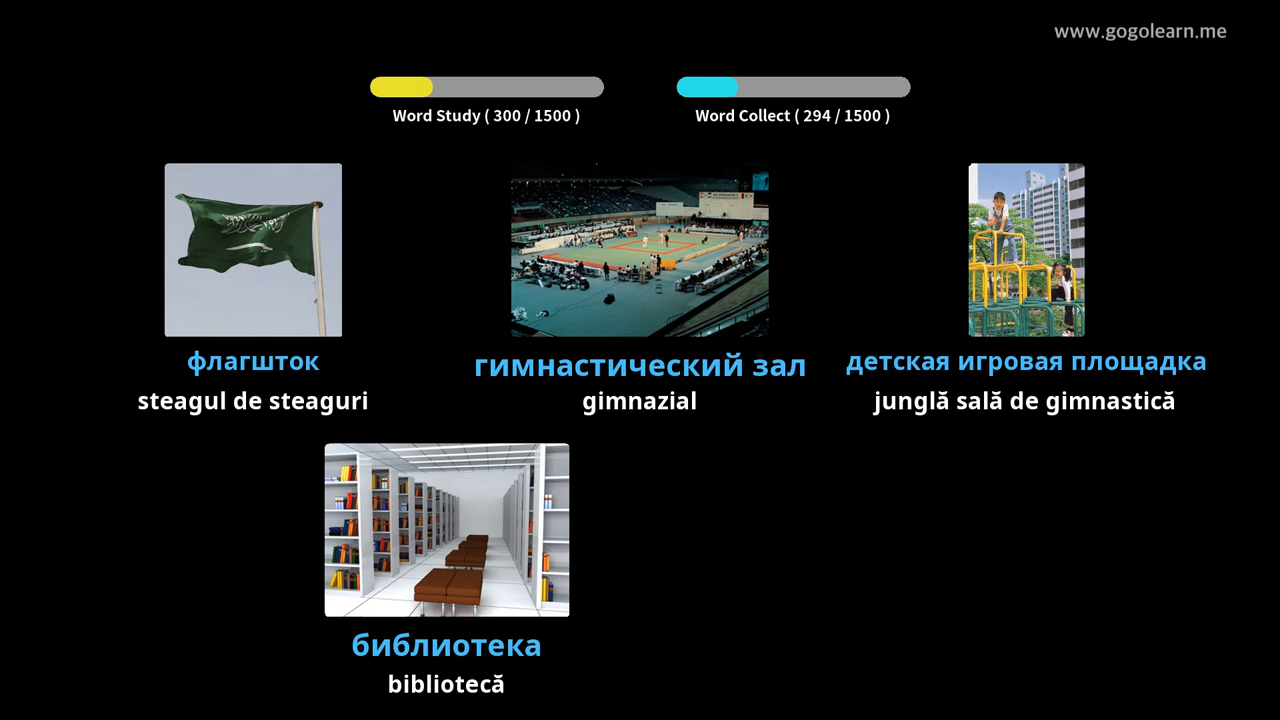 www.gogolearn.me
Word Study ( 300 / 1500 )
Word Collect ( 294 / 1500 )
флагшток
steagul de steaguri
гимнастический зал
gimnazial
детская игровая площадка
junglă sală de gimnastică
библиотека
bibliotecă